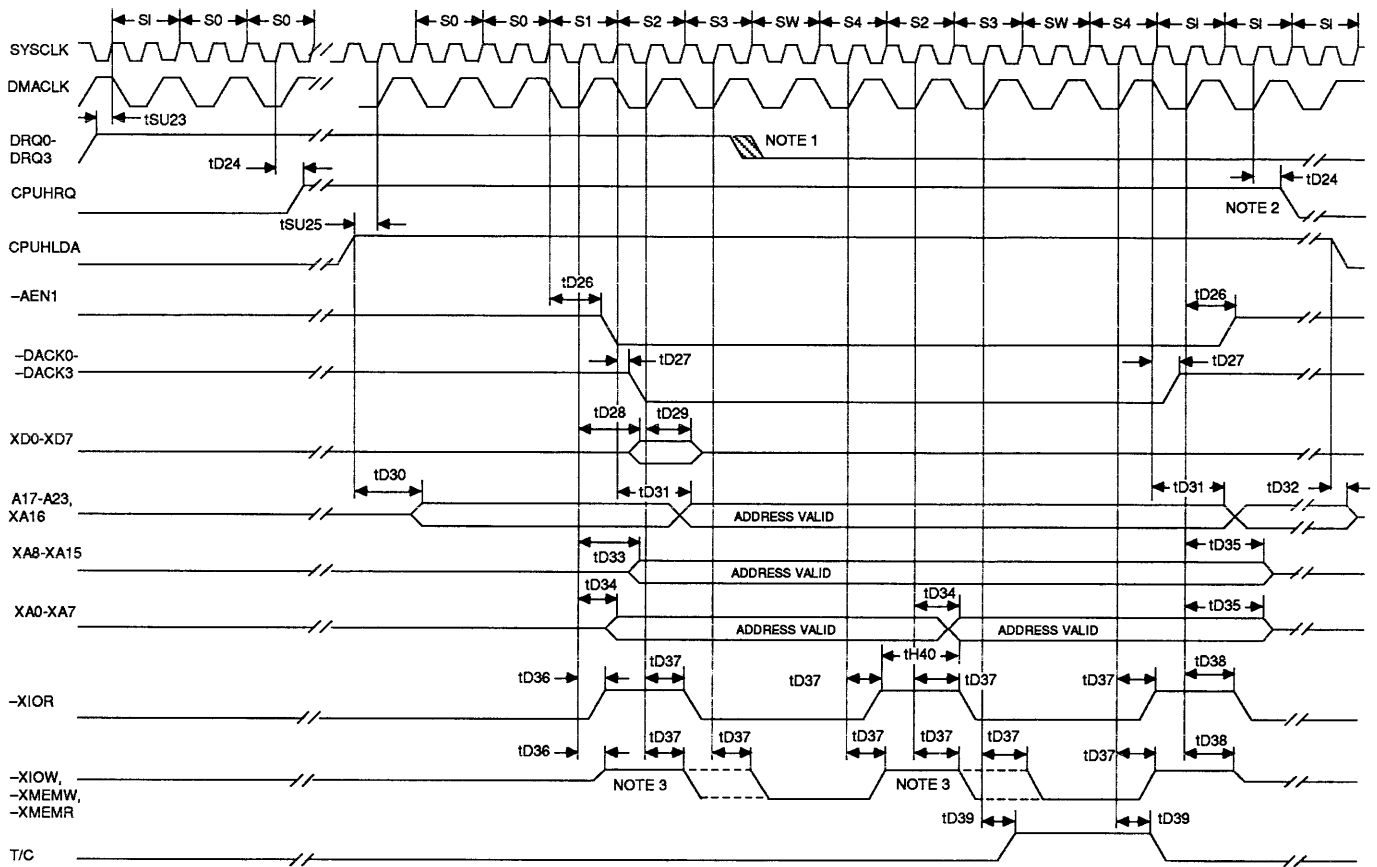 SI S0 S0 S0 S0 S1 S2 S3 SW S4 S2 S3 SW S4 SI SI SI
SYSCLK
DMACLK
tSU23
DRQ0-
DRQ3
NOTE 1
tD24
tD24
CPUHRQ
NOTE 2
tSU25
CPUHLDA
tD26
tD26
–AEN1
–DACK0-
–DACK3
tD27
tD27
tD28
tD29
XD0-XD7
tD30
tD31
tD31
tD32
A17-A23,
XA16
ADDRESS VALID
XA8-XA15
tD33
tD35
ADDRESS VALID
tD34
tD34
tD35
XA0-XA7
ADDRESS VALID
ADDRESS VALID
tH40
tD36
tD37
tD37
tD37
tD37
tD38
–XIOR
tD36
tD37
tD37
tD37
tD37
tD37
tD37
tD38
–XIOW,
–XMEMW,
–XMEMR
NOTE 3
NOTE 3
tD39
tD39
T/C